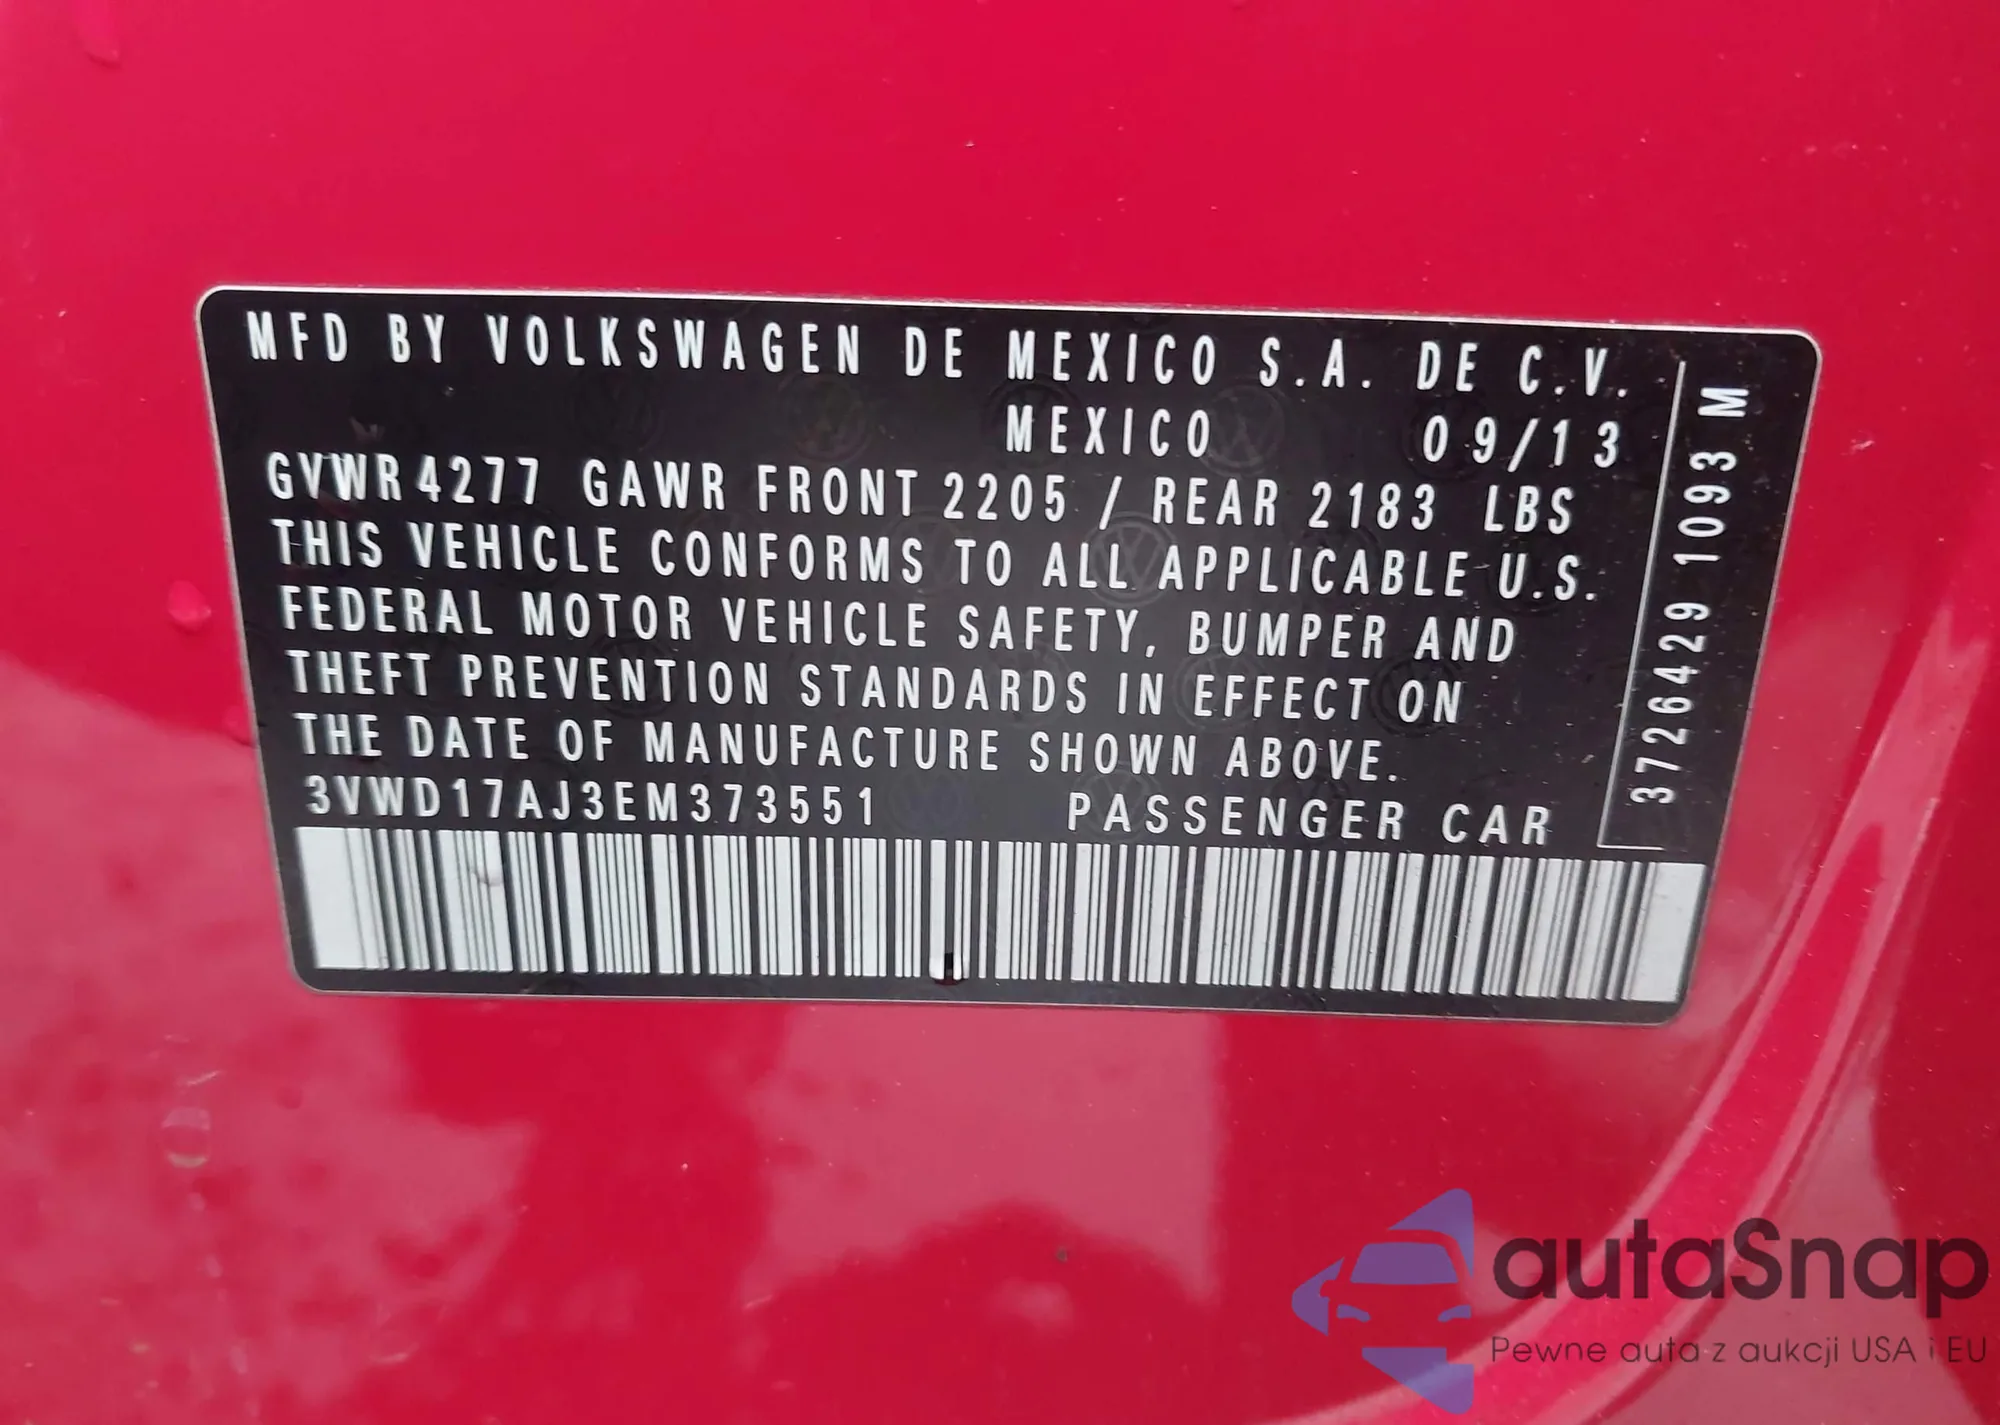 MFD BY VOLKSWAGEN DE MEXICO S.A. DE C.V.
MEXICO 09/13
GVWR 4277 GAWR FRONT 2205 / REAR 2183 LBS
THIS VEHICLE CONFORMS TO ALL APPLICABLE U.S.
FEDERAL MOTOR VEHICLE SAFETY, BUMPER AND
THEFT PREVENTION STANDARDS IN EFFECT ON
THE DATE OF MANUFACTURE SHOWN ABOVE.
3VWD17AJ3EM373551 PASSENGER CAR
3726429 1093 M
autaSnap
Pewne auta z aukcji USA i EU